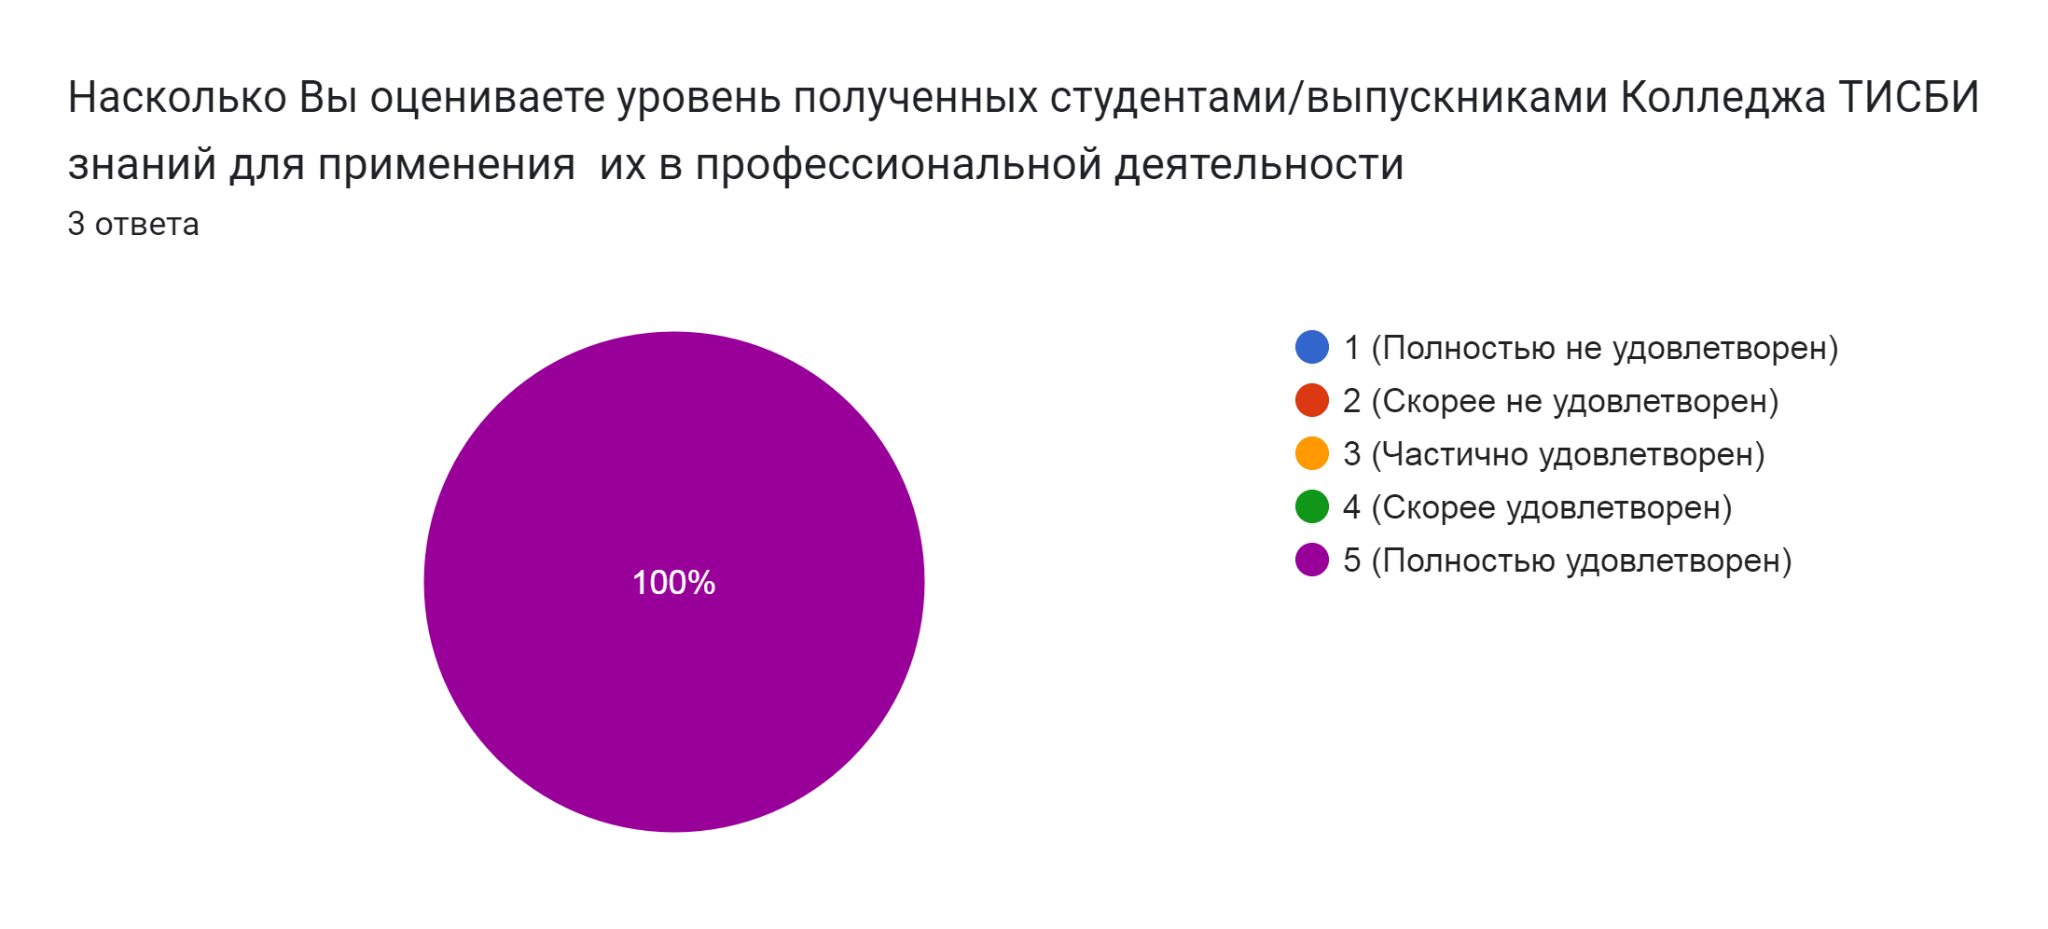 Насколько Вы оцениваете уровень полученных студентами/выпускниками Колледжа ТИСБИ
знаний для применения  их в профессиональной деятельности
3 ответа
100%
1 (Полностью не удовлетворен)
2 (Скорее не удовлетворен)
3 (Частично удовлетворен)
4 (Скорее удовлетворен)
5 (Полностью удовлетворен)